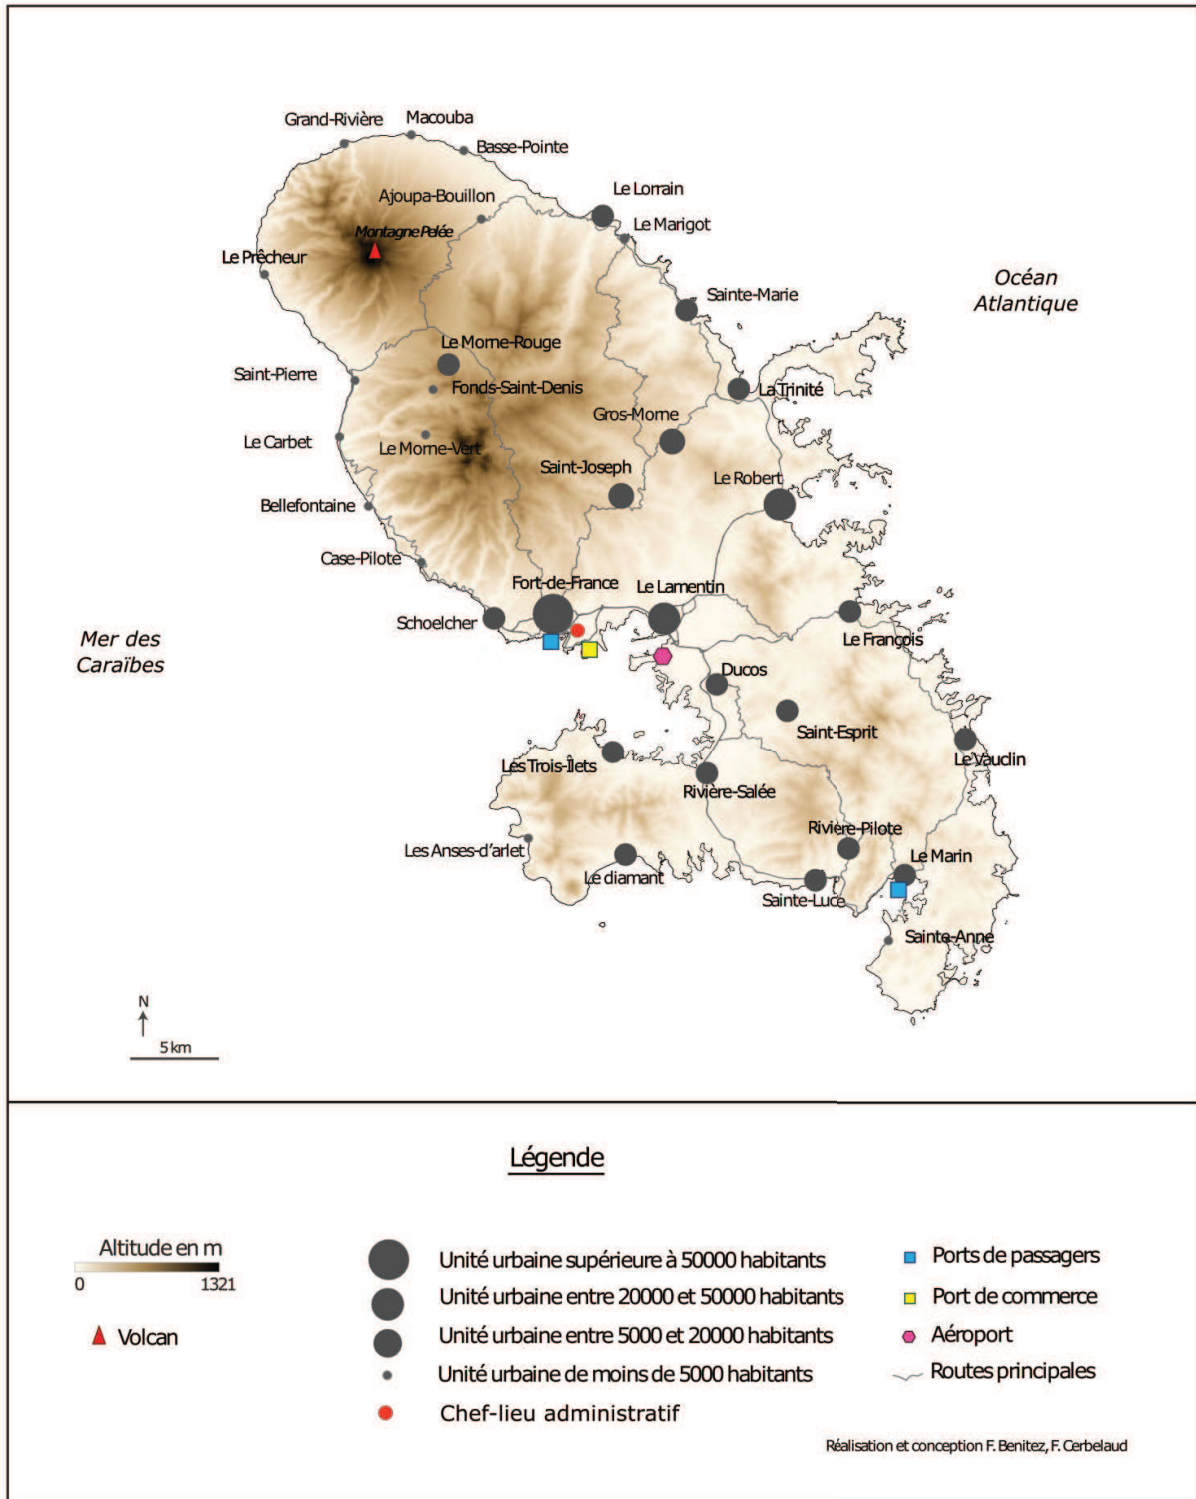 Grand-Rivière
Macouba
Basse-Pointe
Ajoupa-Bouillon
Le Lorrain
Montagne Pelée
Le Marigot
Le Prêcheur
Océan
Atlantique
Sainte-Marie
Le Morne-Rouge
Saint-Pierre
Fonds-Saint-Denis
La Trinité
Gros-Morne
Le Carbet
Le Morne-Vert
Saint-Joseph
Le Robert
Bellefontaine
Case-Pilote
Fort-de-France
Le Lamentin
Schoelcher
Mer des
Caraïbes
Le François
Ducos
Saint-Esprit
Le Vauclin
Les Trois-Îlets
Rivière-Salée
Rivière-Pilote
Les Anses-d'arlet
Le Marin
Le diamant
Sainte-Luce
Sainte-Anne
N
5 km
Légende
Altitude en m
0 1321
Volcan
Unité urbaine supérieure à 50000 habitants
Unité urbaine entre 20000 et 50000 habitants
Unité urbaine entre 5000 et 20000 habitants
Unité urbaine de moins de 5000 habitants
Chef-lieu administratif
Ports de passagers
Port de commerce
Aéroport
Routes principales
Réalisation et conception F. Benitez, F. Cerbelaud